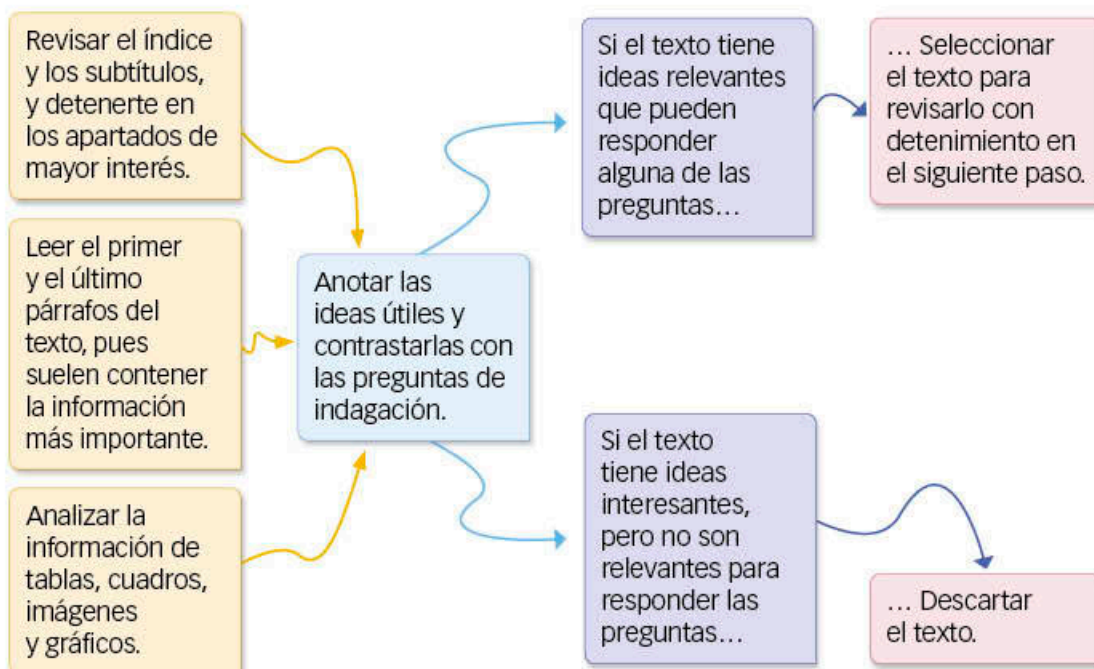 Revisar el índice
y los subtítulos,
y detenerte en
los apartados de
mayor interés.
Leer el primer
y el último
párrafos del
texto, pues
suelen contener
la información
más importante.
Analizar la
información de
tablas, cuadros,
imágenes
y gráficos.
Anotar las
ideas útiles y
contrastarlas con
las preguntas de
indagación.
Si el texto tiene
ideas relevantes
que pueden
responder
alguna de las
preguntas...
... Seleccionar
el texto para
revisarlo con
detenimiento en
el siguiente paso.
Si el texto
tiene ideas
interesantes,
pero no son
relevantes para
responder las
preguntas...
... Descartar
el texto.